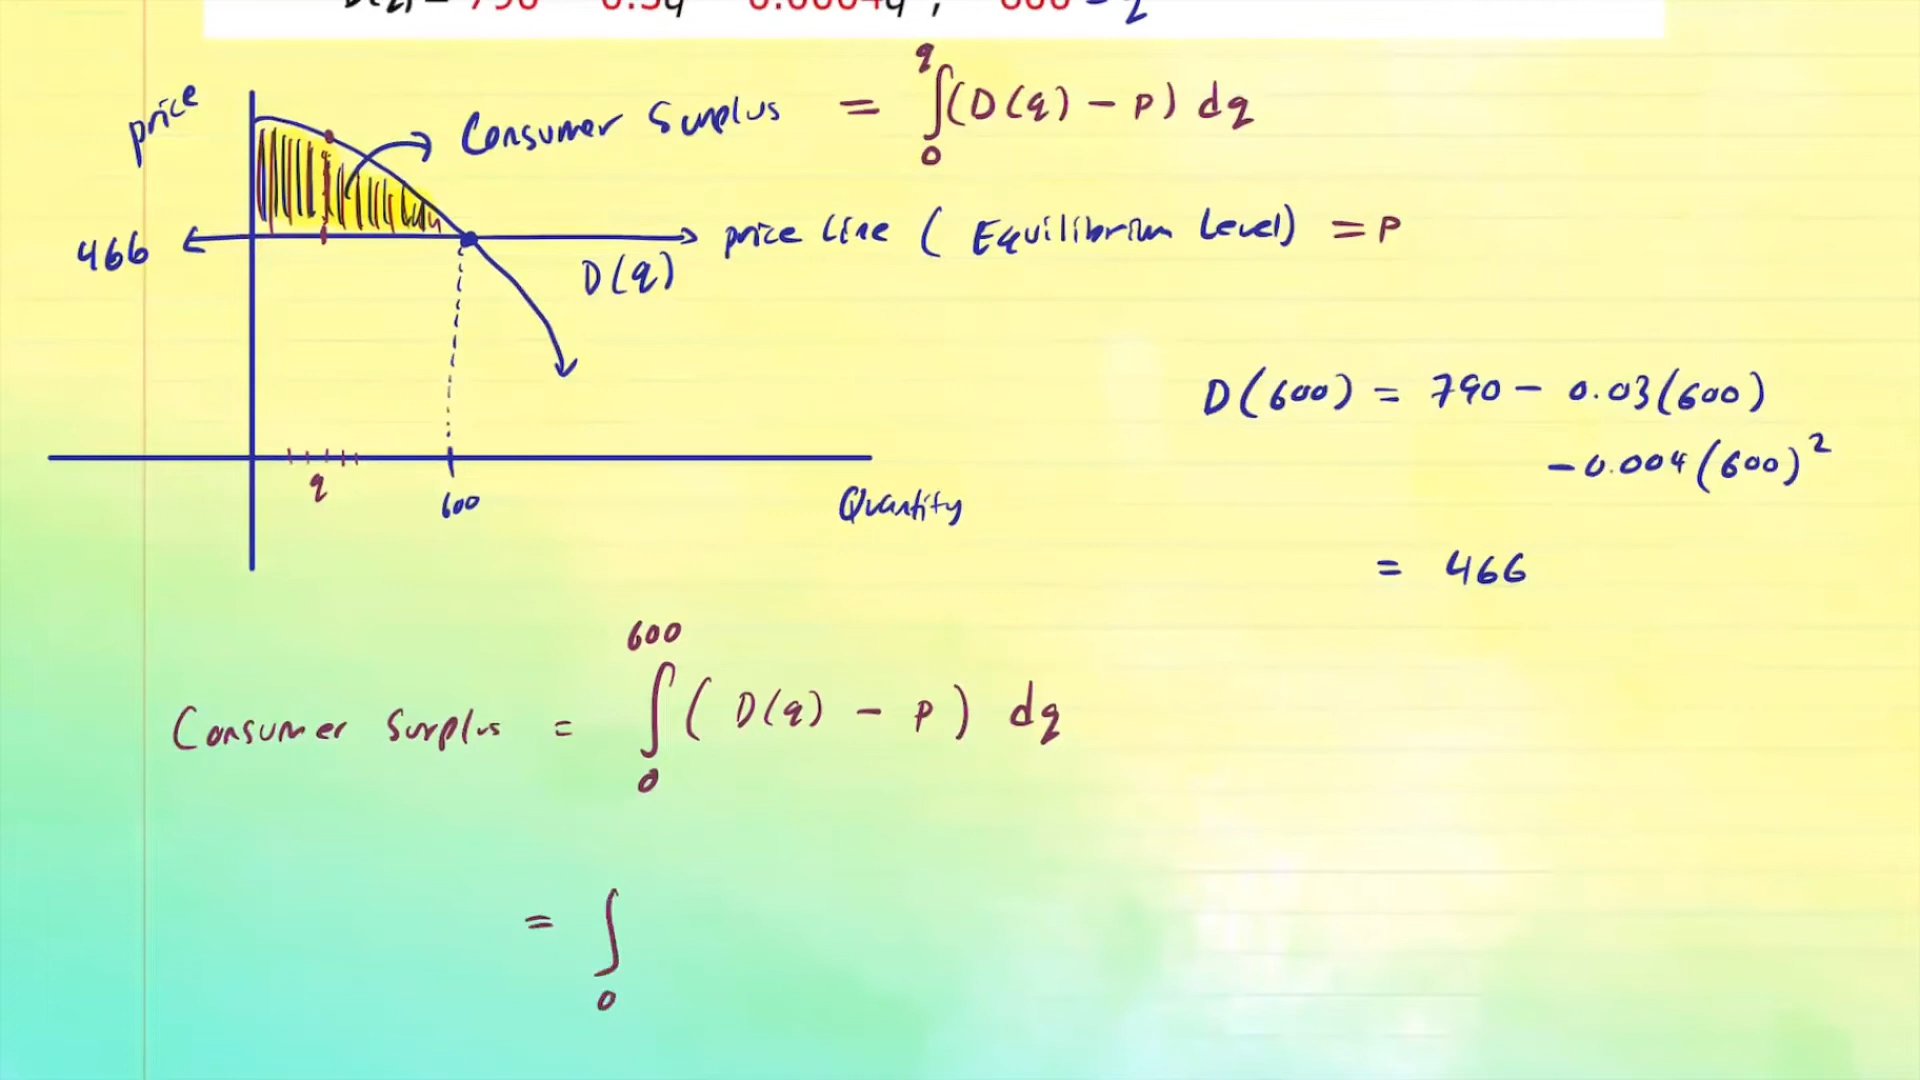 price
Consumer Surplus = ∫₀^q (D(q) - P) dq
466
price line ( Equilibrium Level) = P
D(q)
D(600) = 790 - 0.03(600)
-0.004(600)²
q
600
Quantity
= 466
Consumer Surplus = ∫₀^600 ( D(q) - P) dq
= ∫₀